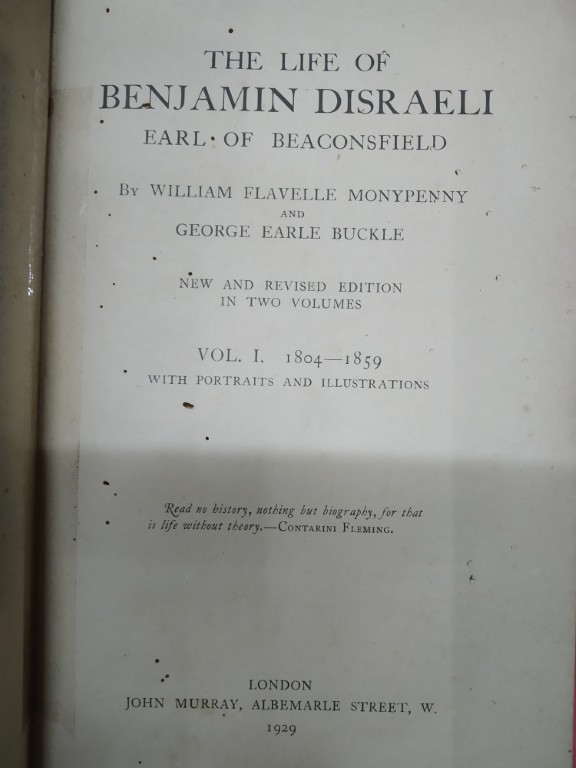 THE LIFE OF
BENJAMIN DISRAELI
EARL OF BEACONSFIELD
BY WILLIAM FLAVELLE MONYPENNY
AND
GEORGE EARLE BUCKLE
NEW AND REVISED EDITION
IN TWO VOLUMES
VOL. I. 1804—1859
WITH PORTRAITS AND ILLUSTRATIONS
Read no history, nothing but biography, for that
is life without theory.—CONTARINI FLEMING.
LONDON
JOHN MURRAY, ALBEMARLE STREET, W.
1929